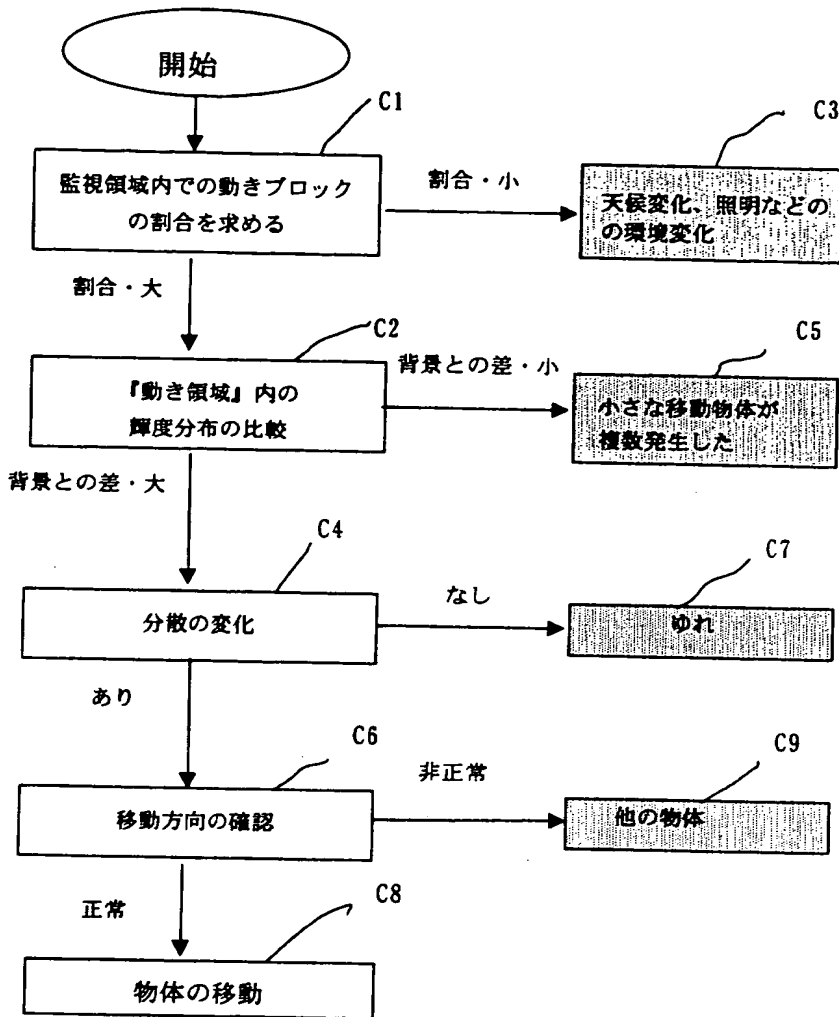 開始
C1
C3
監視領域内での動きブロック
の割合を求める
割合・小
天候変化、照明などの
の環境変化
割合・大
C2
C5
『動き領域』内の
輝度分布の比較
背景との差・小
小さな移動物体が
複数発生した
背景との差・大
C4
C7
分散の変化
なし
ゆれ
あり
C6
C9
移動方向の確認
非正常
他の物体
正常
C8
物体の移動